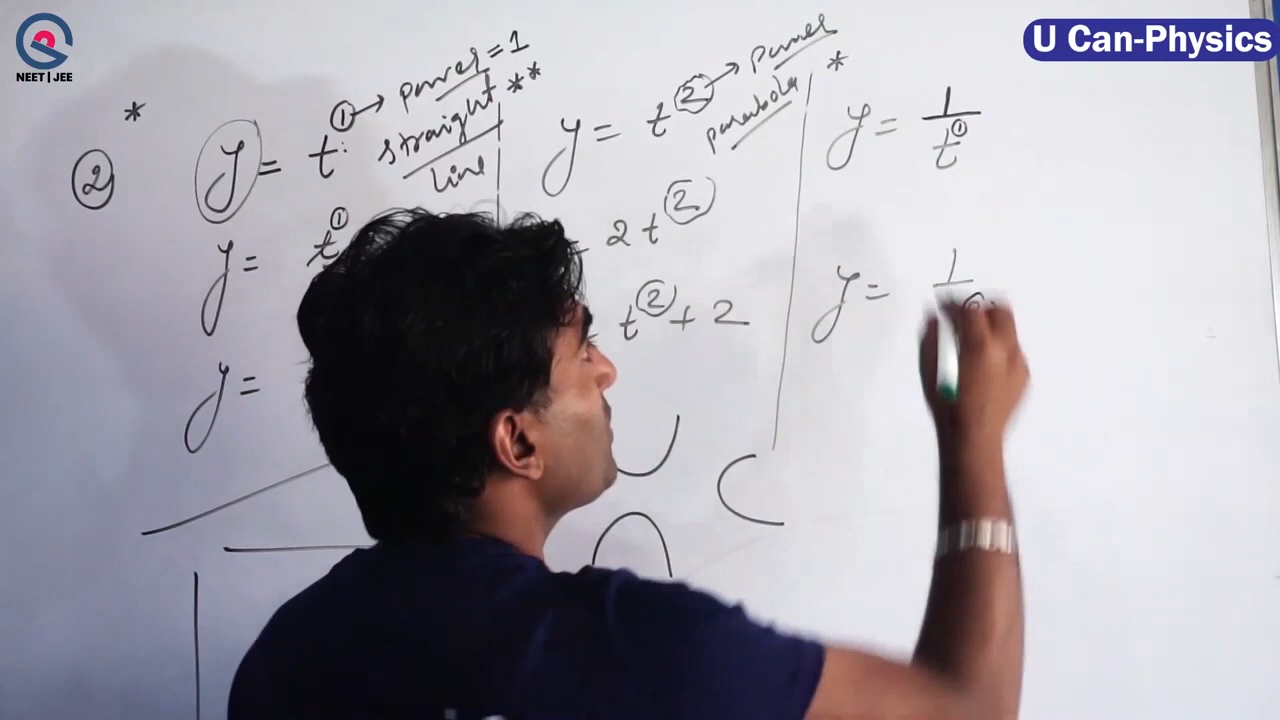 NEET | JEE
U Can-Physics
*
② y = t① → power = 1
straight **
line
y = t①
y =
y = t② → power
parabola
2t②
t② + 2
*
y = 1/t①
y = 1